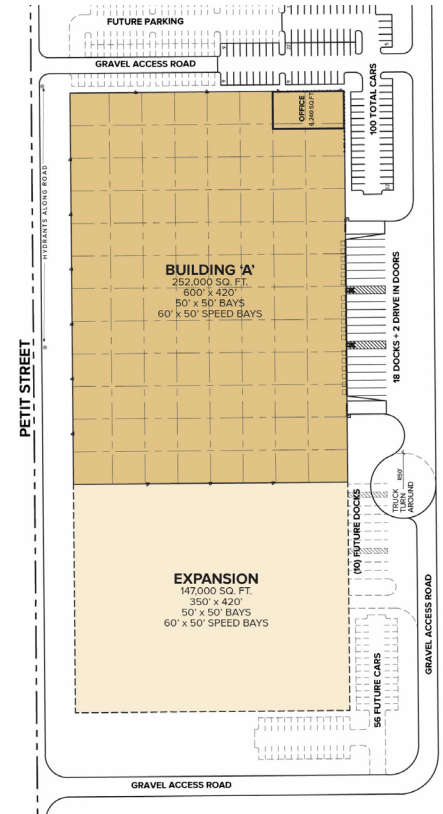 FUTURE PARKING
GRAVEL ACCESS ROAD
OFFICE
100 TOTAL CARS
HYDRANTS ALONG ROAD
BUILDING 'A'
252,000 SQ. FT.
600' x 420'
50' x 50' BAYS
60' x 50' SPEED BAYS
18 DOCKS + 2 DRIVE IN DOORS
PETIT STREET
TRUCK
TURN
AROUND
(10) FUTURE DOCKS
EXPANSION
147,000 SQ. FT.
350' x 420'
50' x 50' BAYS
60' x 50' SPEED BAYS
GRAVEL ACCESS ROAD
56 FUTURE CARS
GRAVEL ACCESS ROAD